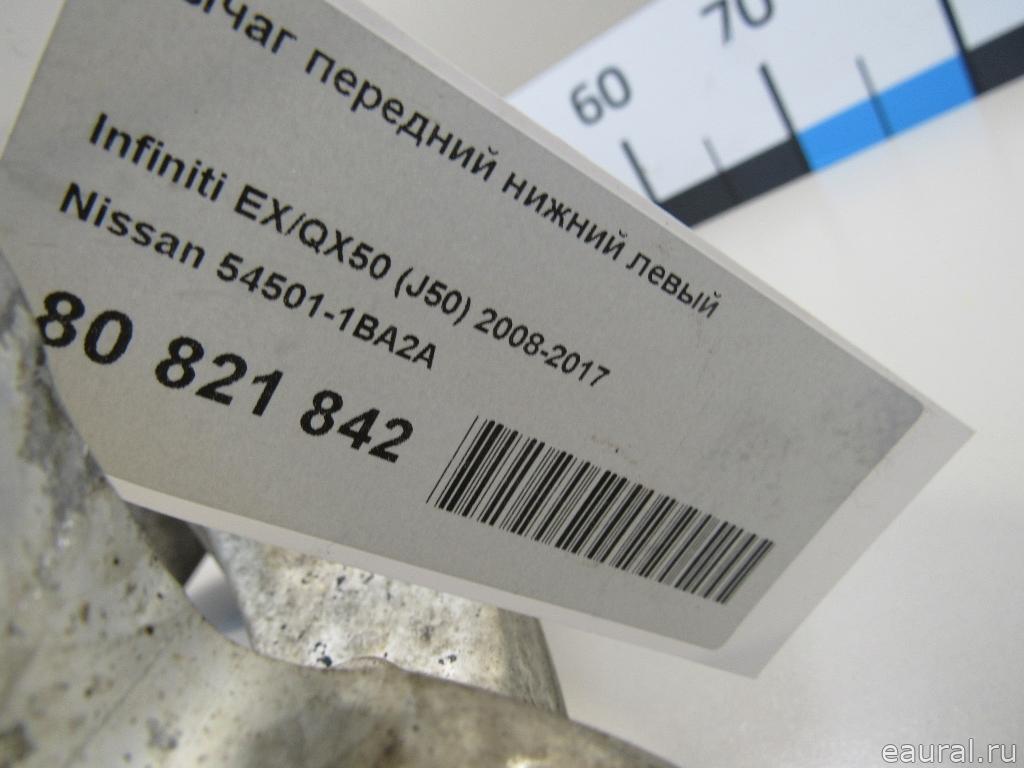 передний нижний левый
Infiniti EX/QX50 (J50) 2008-2017
Nissan 54501-1BA2A
80 821 842
60
70
eaural.ru